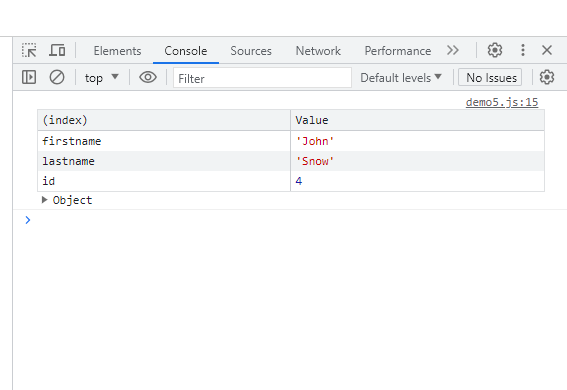 Elements Console Sources Network Performance
top Filter Default levels No Issues
demo5.js:15
(index) Value
firstname 'John'
lastname 'Snow'
id 4
Object